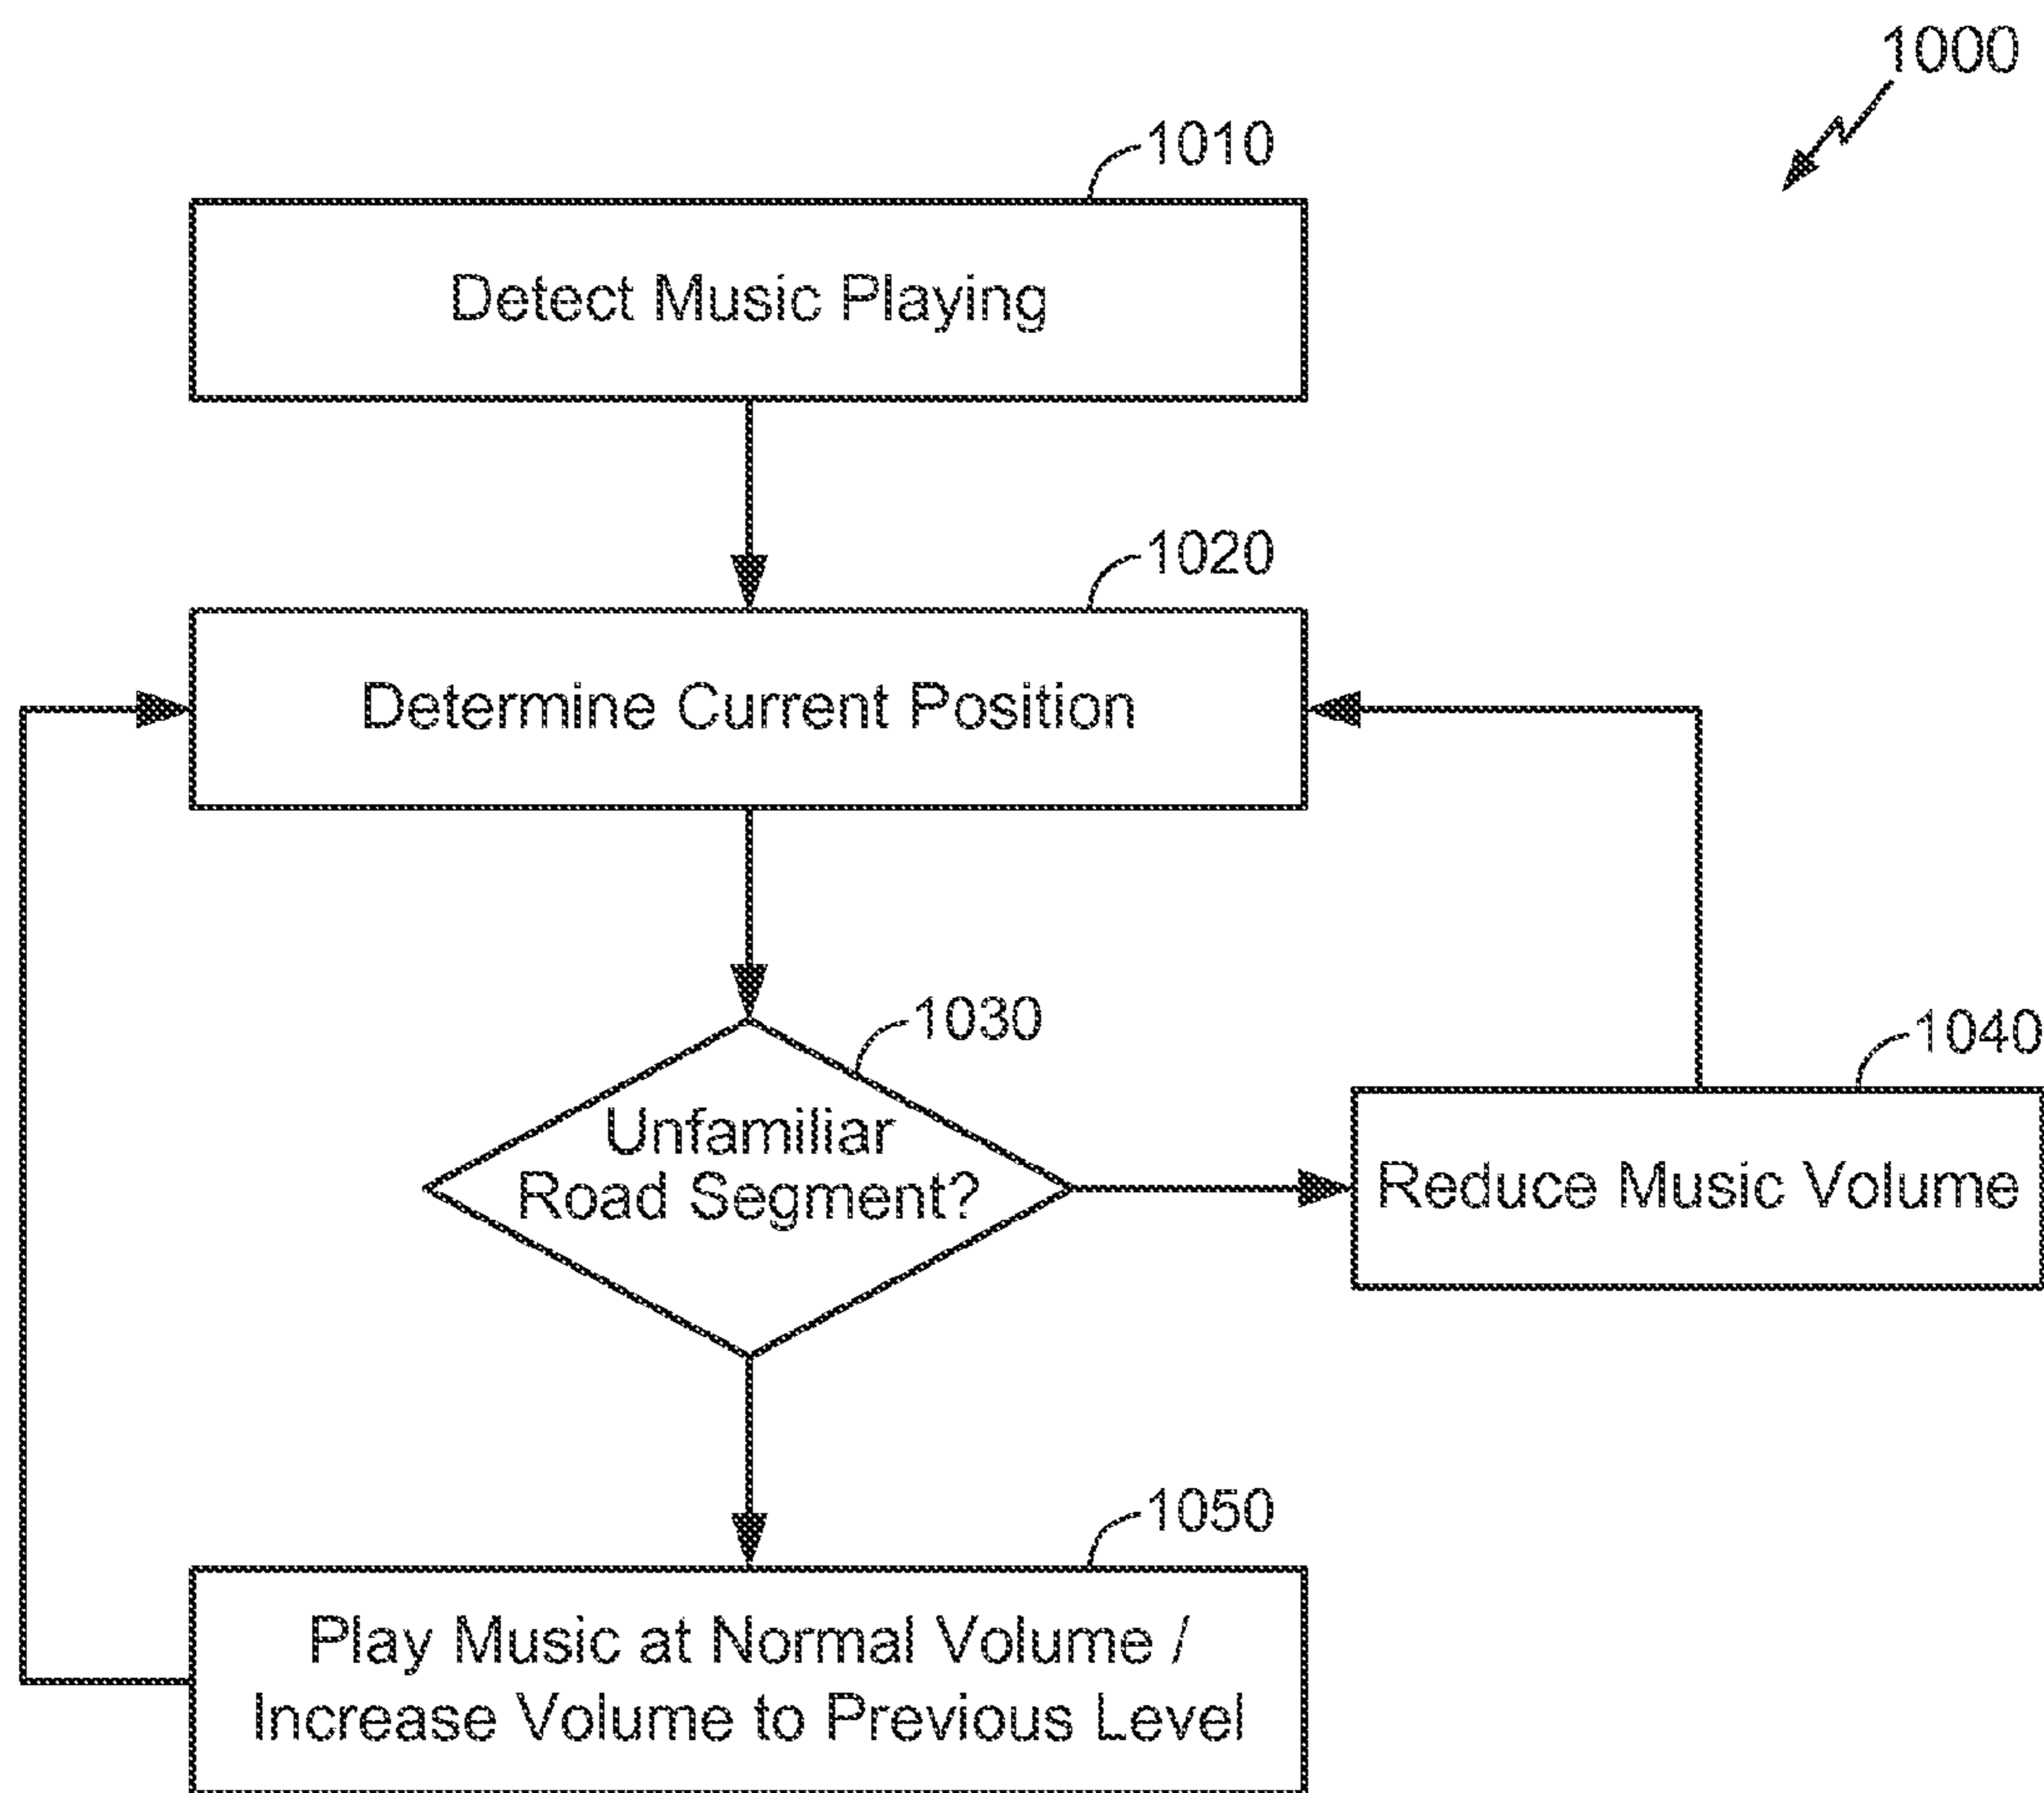 1000
1010
Detect Music Playing
1020
Determine Current Position
1030
Unfamiliar
Road Segment?
1040
Reduce Music Volume
1050
Play Music at Normal Volume /
Increase Volume to Previous Level